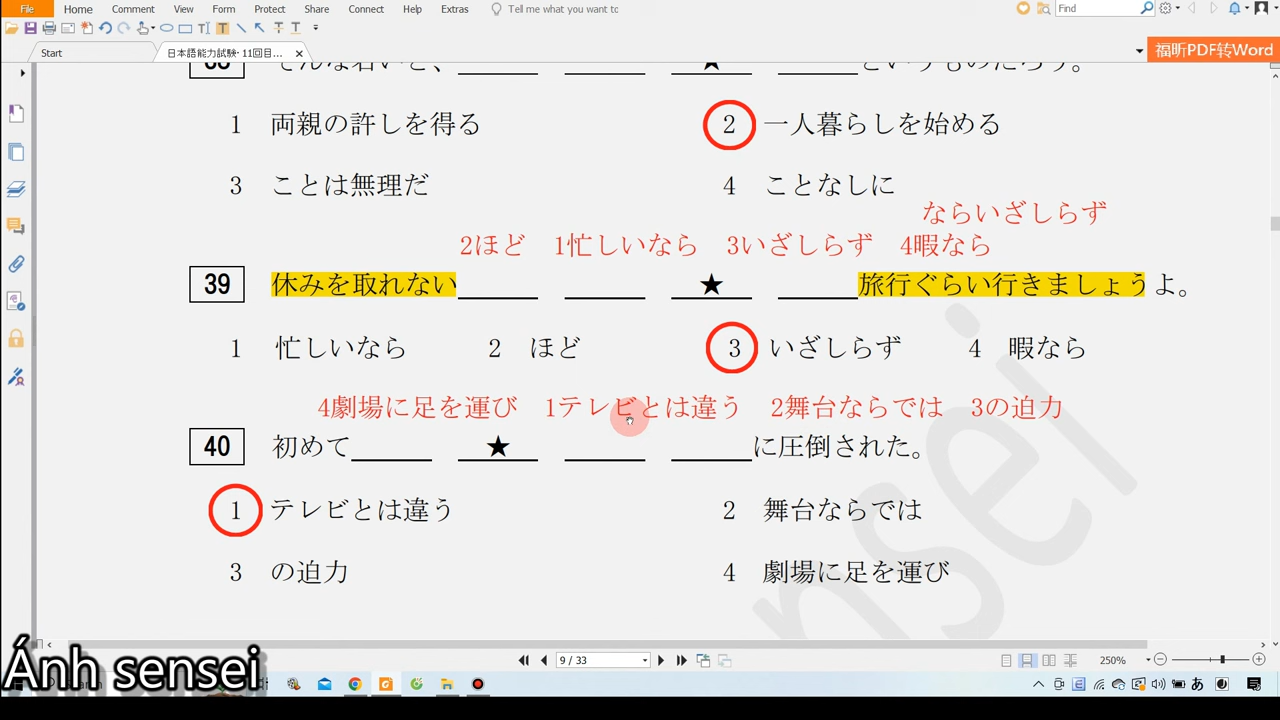 File Home Comment View Form Protect Share Connect Help Extras Tell me what you want to Find
Start 日本語能力試験・11回目... 福昕PDF转Word
1 両親の許しを得る 2 一人暮らしを始める
3 ことは無理だ 4 ことなしに
ならいざしらず
2ほど 1忙しいなら 3いざしらず 4暇なら
39 休みを取れない ★ 旅行ぐらい行きましょうよ。
1 忙しいなら 2 ほど 3 いざしらず 4 暇なら
4劇場に足を運び 1テレビとは違う 2舞台ならでは 3の迫力
40 初めて ★ に圧倒された。
1 テレビとは違う 2 舞台ならでは
3 の迫力 4 劇場に足を運び
nsei
9 / 33 250%
Ánh sensei
あ